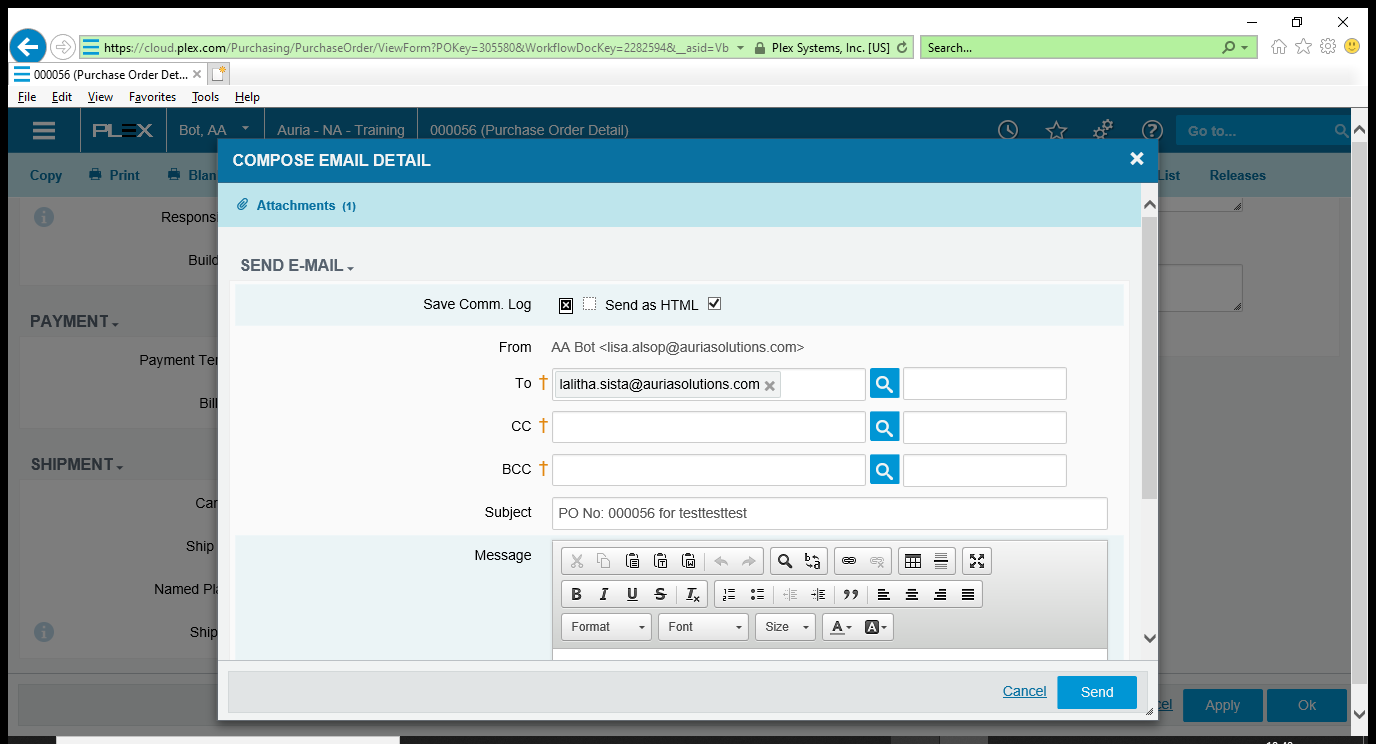 https://cloud.plex.com/Purchasing/PurchaseOrder/ViewForm?POKey=305580&WorkflowDocKey=2282594&__asid=Vb Plex Systems, Inc. [US] Search...
000056 (Purchase Order Det...
File Edit View Favorites Tools Help
PLEX Bot, AA Auria - NA - Training 000056 (Purchase Order Detail) Go to...
COMPOSE EMAIL DETAIL
Copy Print Blan List Releases
Attachments (1)
Respons
Build
SEND E-MAIL
Save Comm. Log Send as HTML
PAYMENT
From AA Bot <lisa.alsop@auriasolutions.com>
Payment Ter
To † lalitha.sista@auriasolutions.com
Bill
CC †
SHIPMENT
BCC †
Car
Subject PO No: 000056 for testtesttest
Ship
Message
Named Pla
B I U S Tx
Ship
Format Font Size A A
Cancel Send
cel Apply Ok